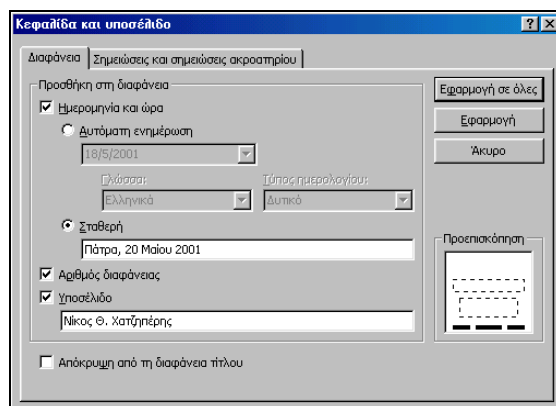 Κεφαλίδα και υποσέλιδο
Διαφάνεια Σημειώσεις και σημειώσεις ακροατηρίου
Προσθήκη στη διαφάνεια
Ημερομηνία και ώρα
Αυτόματη ενημέρωση
18/5/2001
Γλώσσα: Τύπος ημερολογίου:
Ελληνικά Δυτικό
Σταθερή
Πάτρα, 20 Μαίου 2001
Αριθμός διαφάνειας
Υποσέλιδο
Νίκος Θ. Χατζηπέρης
Απόκρυψη από τη διαφάνεια τίτλου
Εφαρμογή σε όλες
Εφαρμογή
Άκυρο
Προεπισκόπηση